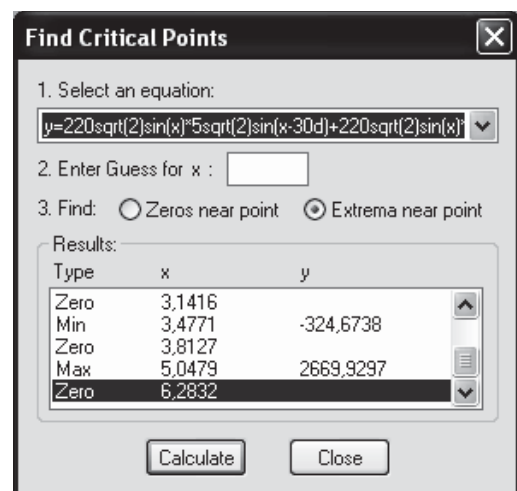 Find Critical Points
1. Select an equation:
y=220sqrt(2)sin(x)*5sqrt(2)sin(x-30d)+220sqrt(2)sin(x)*
2. Enter Guess for x :
3. Find: Zeros near point Extrema near point
Results:
Type x y
Zero 3,1416
Min 3,4771 -324,6738
Zero 3,8127
Max 5,0479 2669,9297
Zero 6,2832
Calculate Close